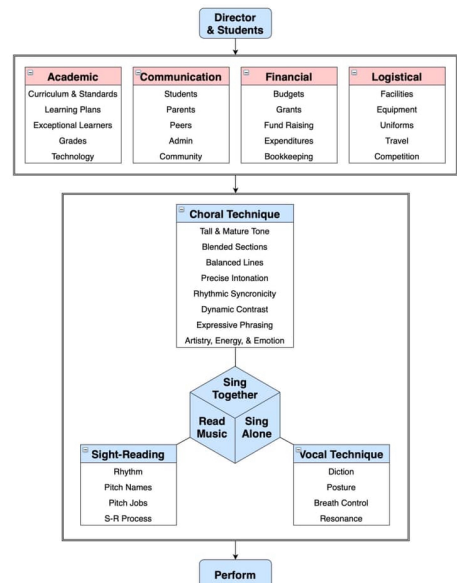 Director
& Students
Academic
Curriculum & Standards
Learning Plans
Exceptional Learners
Grades
Technology
Communication
Students
Parents
Peers
Admin
Community
Financial
Budgets
Grants
Fund Raising
Expenditures
Bookkeeping
Logistical
Facilities
Equipment
Uniforms
Travel
Competition
Choral Technique
Tall & Mature Tone
Blended Sections
Balanced Lines
Precise Intonation
Rhythmic Syncronicity
Dynamic Contrast
Expressive Phrasing
Artistry, Energy, & Emotion
Sing
Together
Read
Music
Sing
Alone
Sight-Reading
Rhythm
Pitch Names
Pitch Jobs
S-R Process
Vocal Technique
Diction
Posture
Breath Control
Resonance
Perform